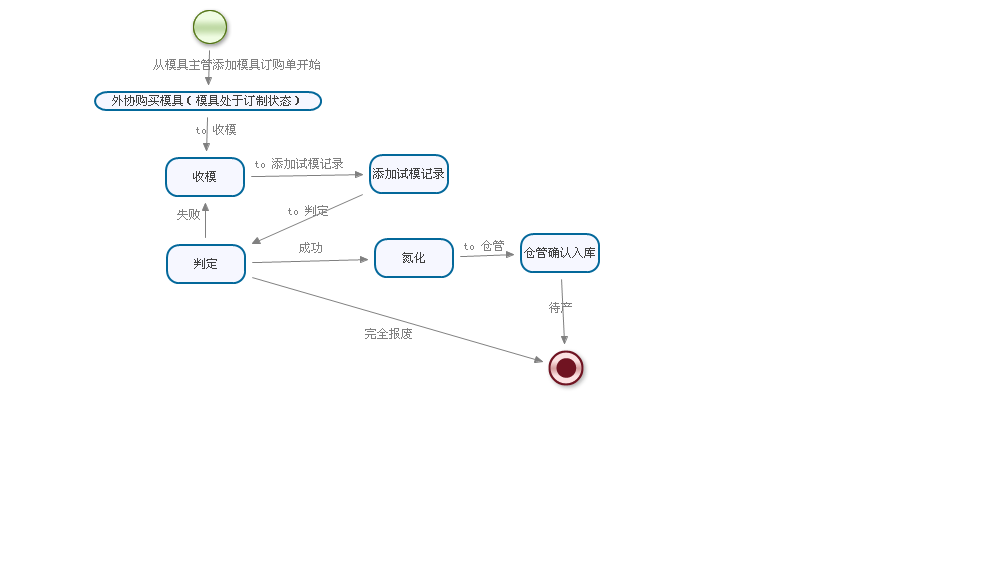 从模具主管添加模具订购单开始
外协购买模具（模具处于订制状态）
to 收模
to 添加试模记录
收模
添加试模记录
失败
to 判定
成功
to 仓管
判定
氮化
仓管确认入库
待产
完全报废